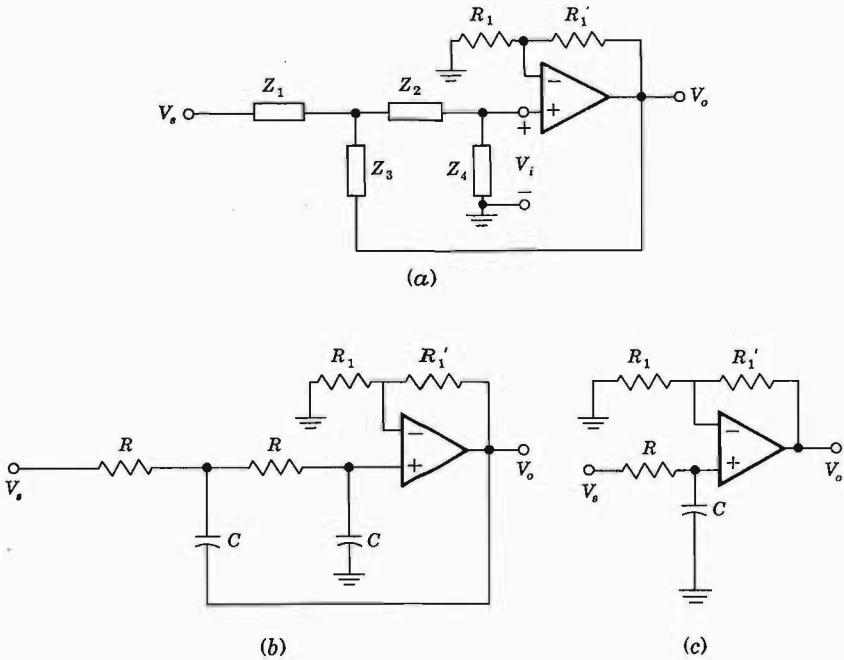 R₁ R₁′
−
Z₁ Z₂
Vₛ + Vₒ
+
Z₃ Z₄ Vᵢ
−
(a)
R₁ R₁′
R R −
+
Vₛ Vₒ
C C
(b)
R₁ R₁′
−
R +
Vₛ Vₒ
C
(c)